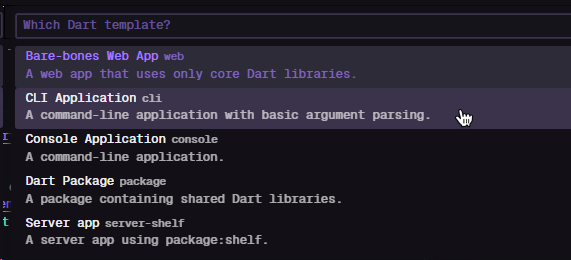 Which Dart template?
Bare-bones Web App web
A web app that uses only core Dart libraries.
CLI Application cli
A command-line application with basic argument parsing.
Console Application console
A command-line application.
Dart Package package
A package containing shared Dart libraries.
Server app server-shelf
A server app using package:shelf.